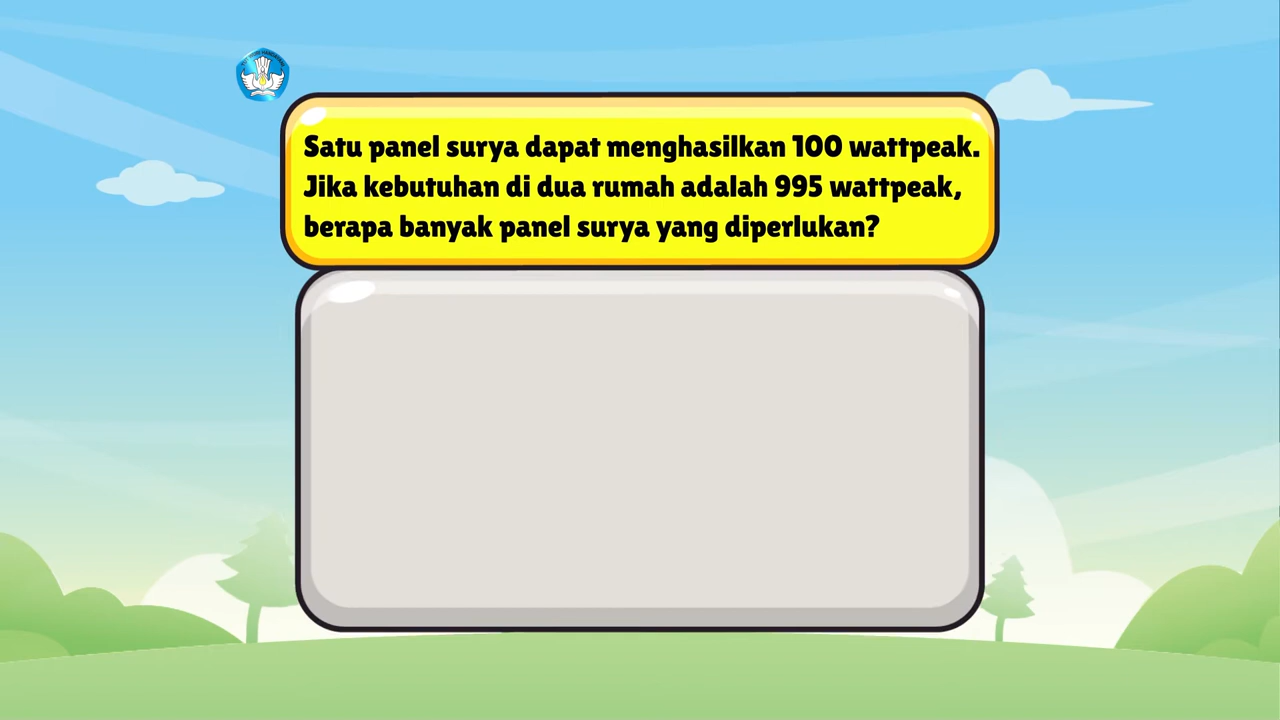 Satu panel surya dapat menghasilkan 100 wattpeak.
Jika kebutuhan di dua rumah adalah 995 wattpeak,
berapa banyak panel surya yang diperlukan?